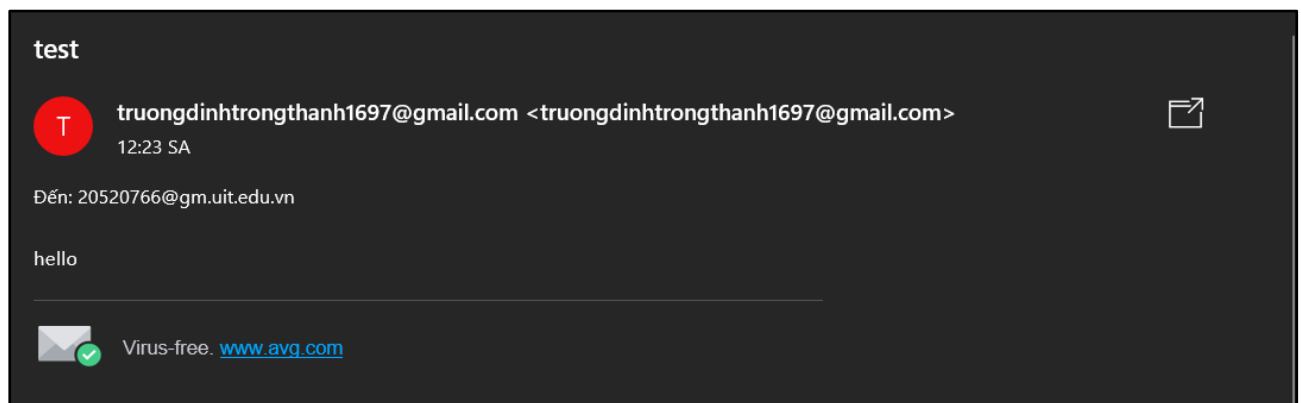 test
T
truongdinhtrongthanh1697@gmail.com <truongdinhtrongthanh1697@gmail.com>
12:23 SA
Đến: 20520766@gm.uit.edu.vn
hello
Virus-free. www.avg.com